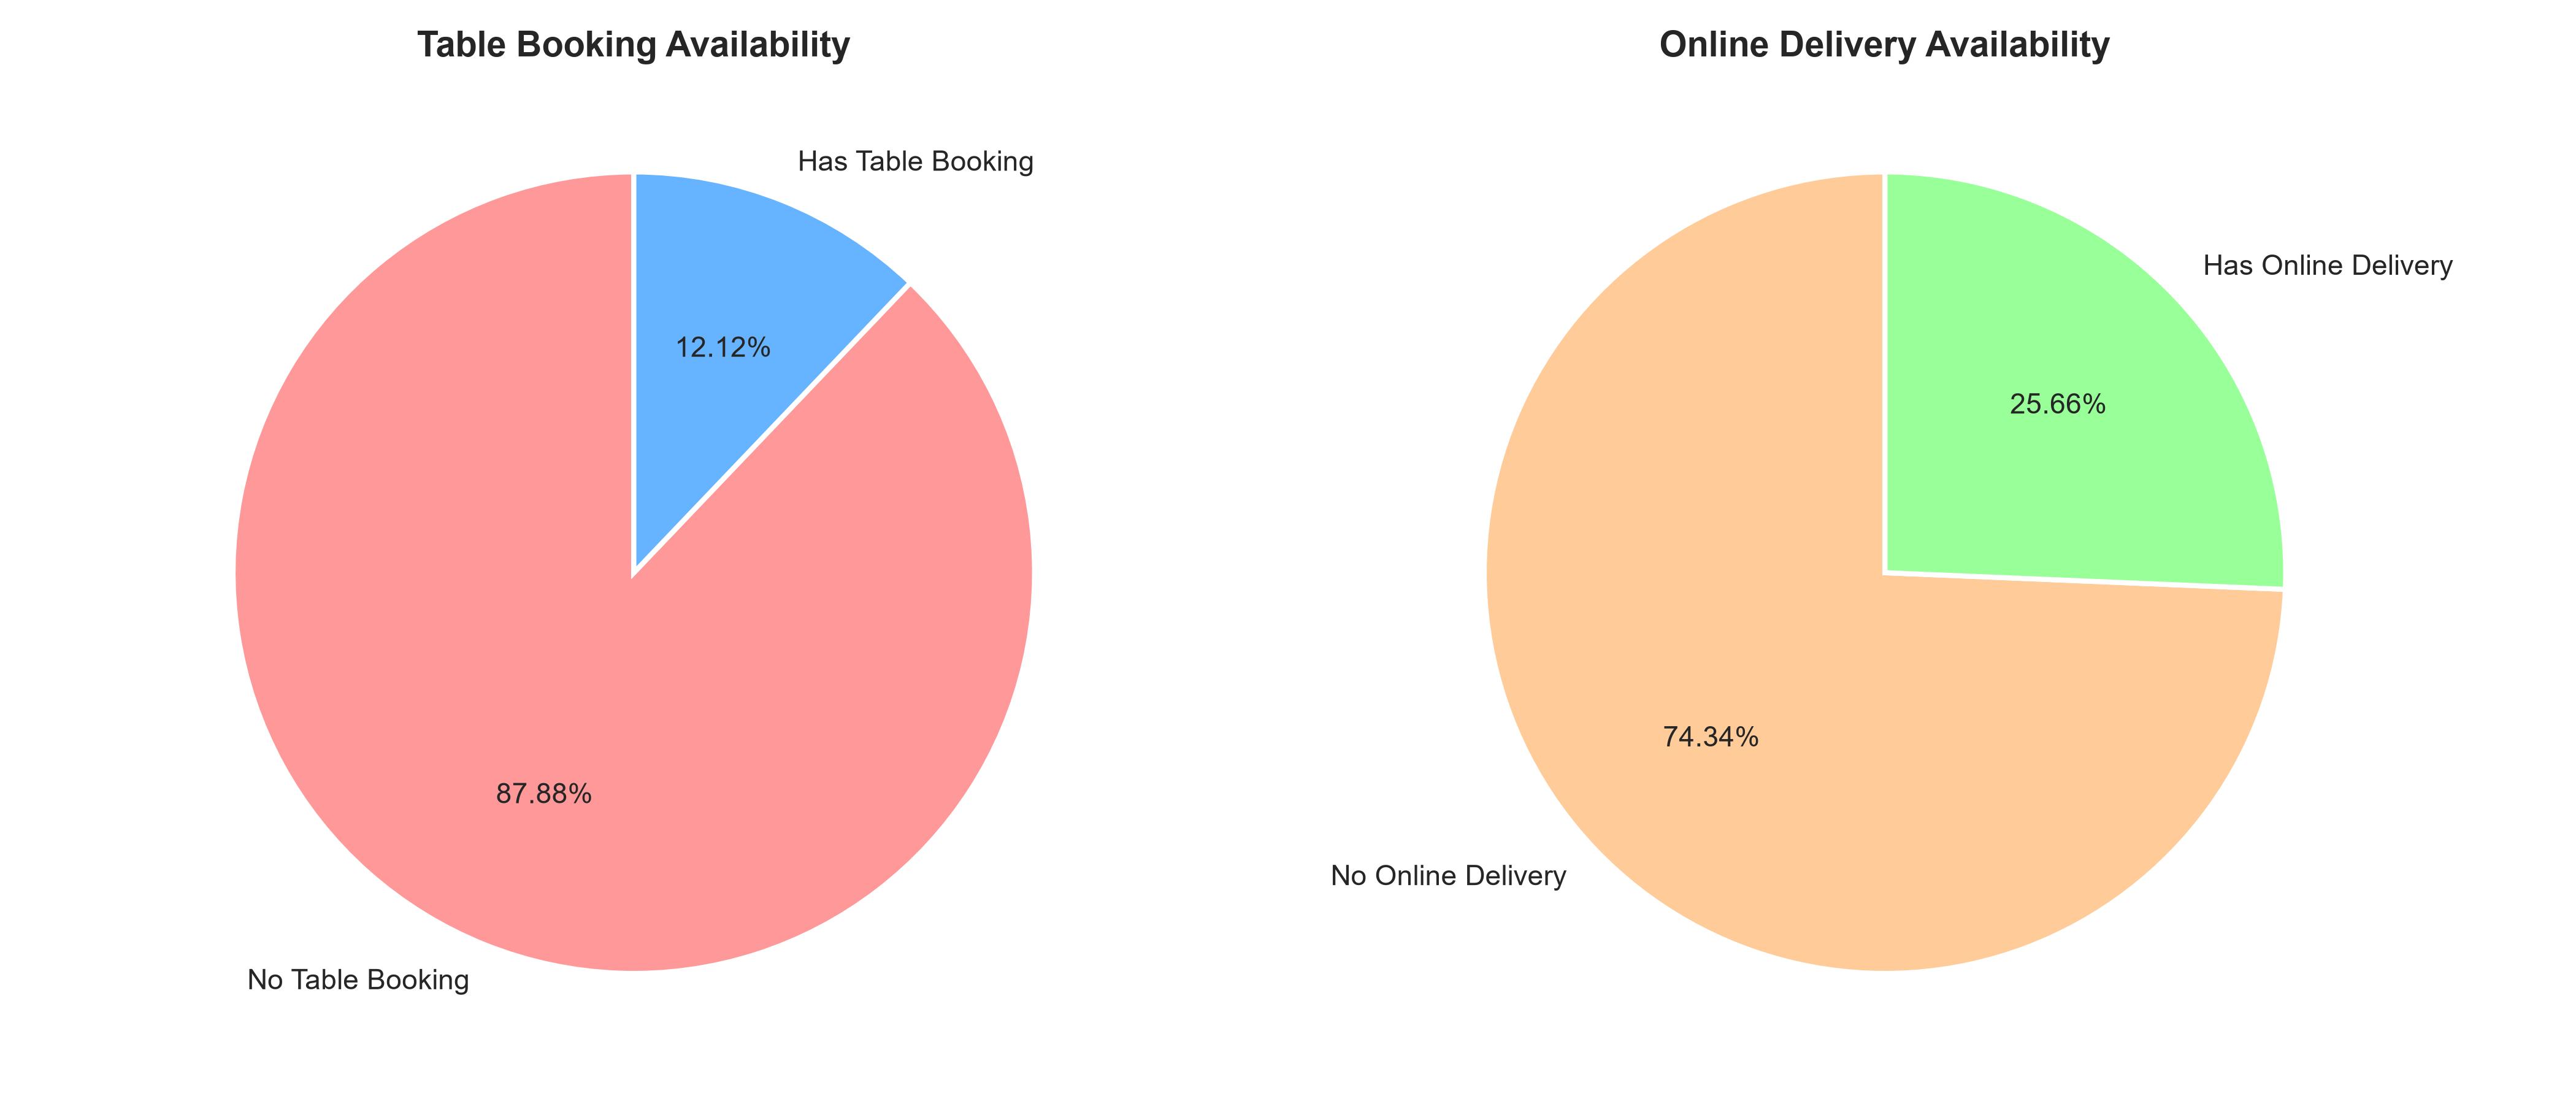 Table Booking Availability
Has Table Booking
12.12%
87.88%
No Table Booking
Online Delivery Availability
Has Online Delivery
25.66%
74.34%
No Online Delivery